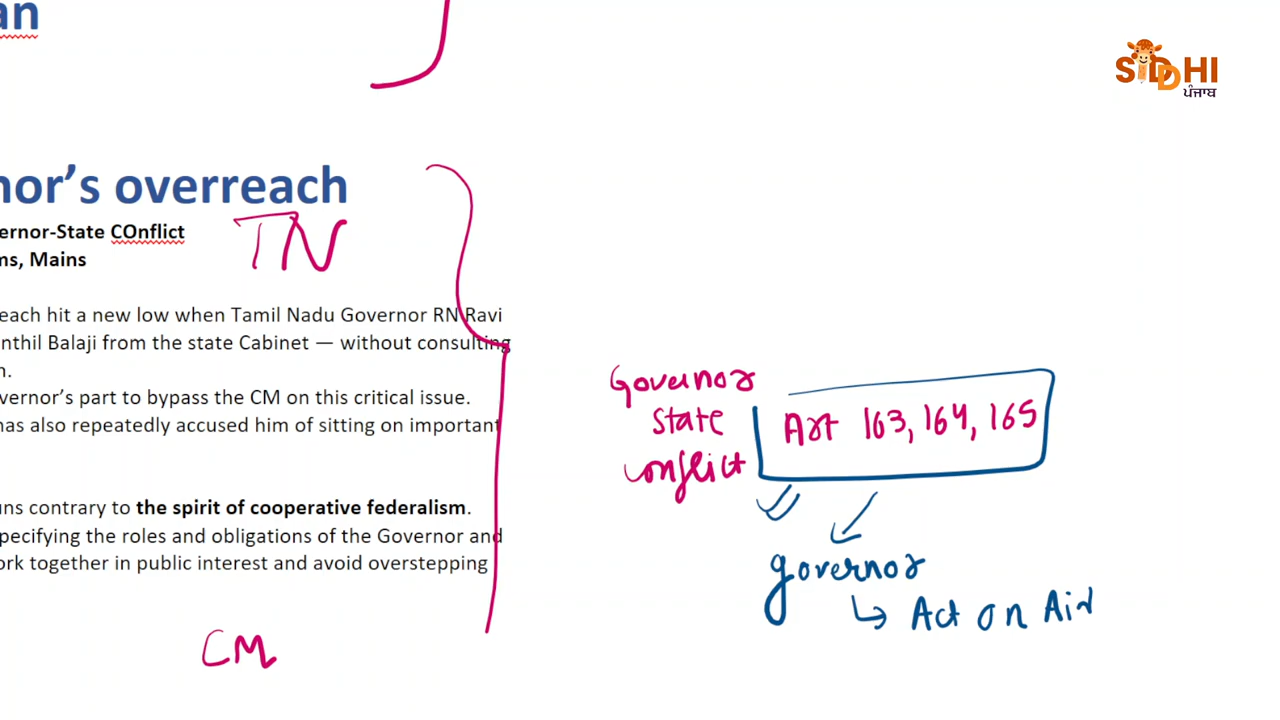 an
SIDDHI
ਪੰਜਾਬ
nor's overreach
ernor-State COnflict
TN
ms, Mains
each hit a new low when Tamil Nadu Governor RN Ravi
nthil Balaji from the state Cabinet — without consulting
n.
vernor's part to bypass the CM on this critical issue.
has also repeatedly accused him of sitting on important
uns contrary to the spirit of cooperative federalism.
pecifying the roles and obligations of the Governor and
ork together in public interest and avoid overstepping
CM
Governor
State
Conflict
Art 163, 164, 165
governor
Act on Aid